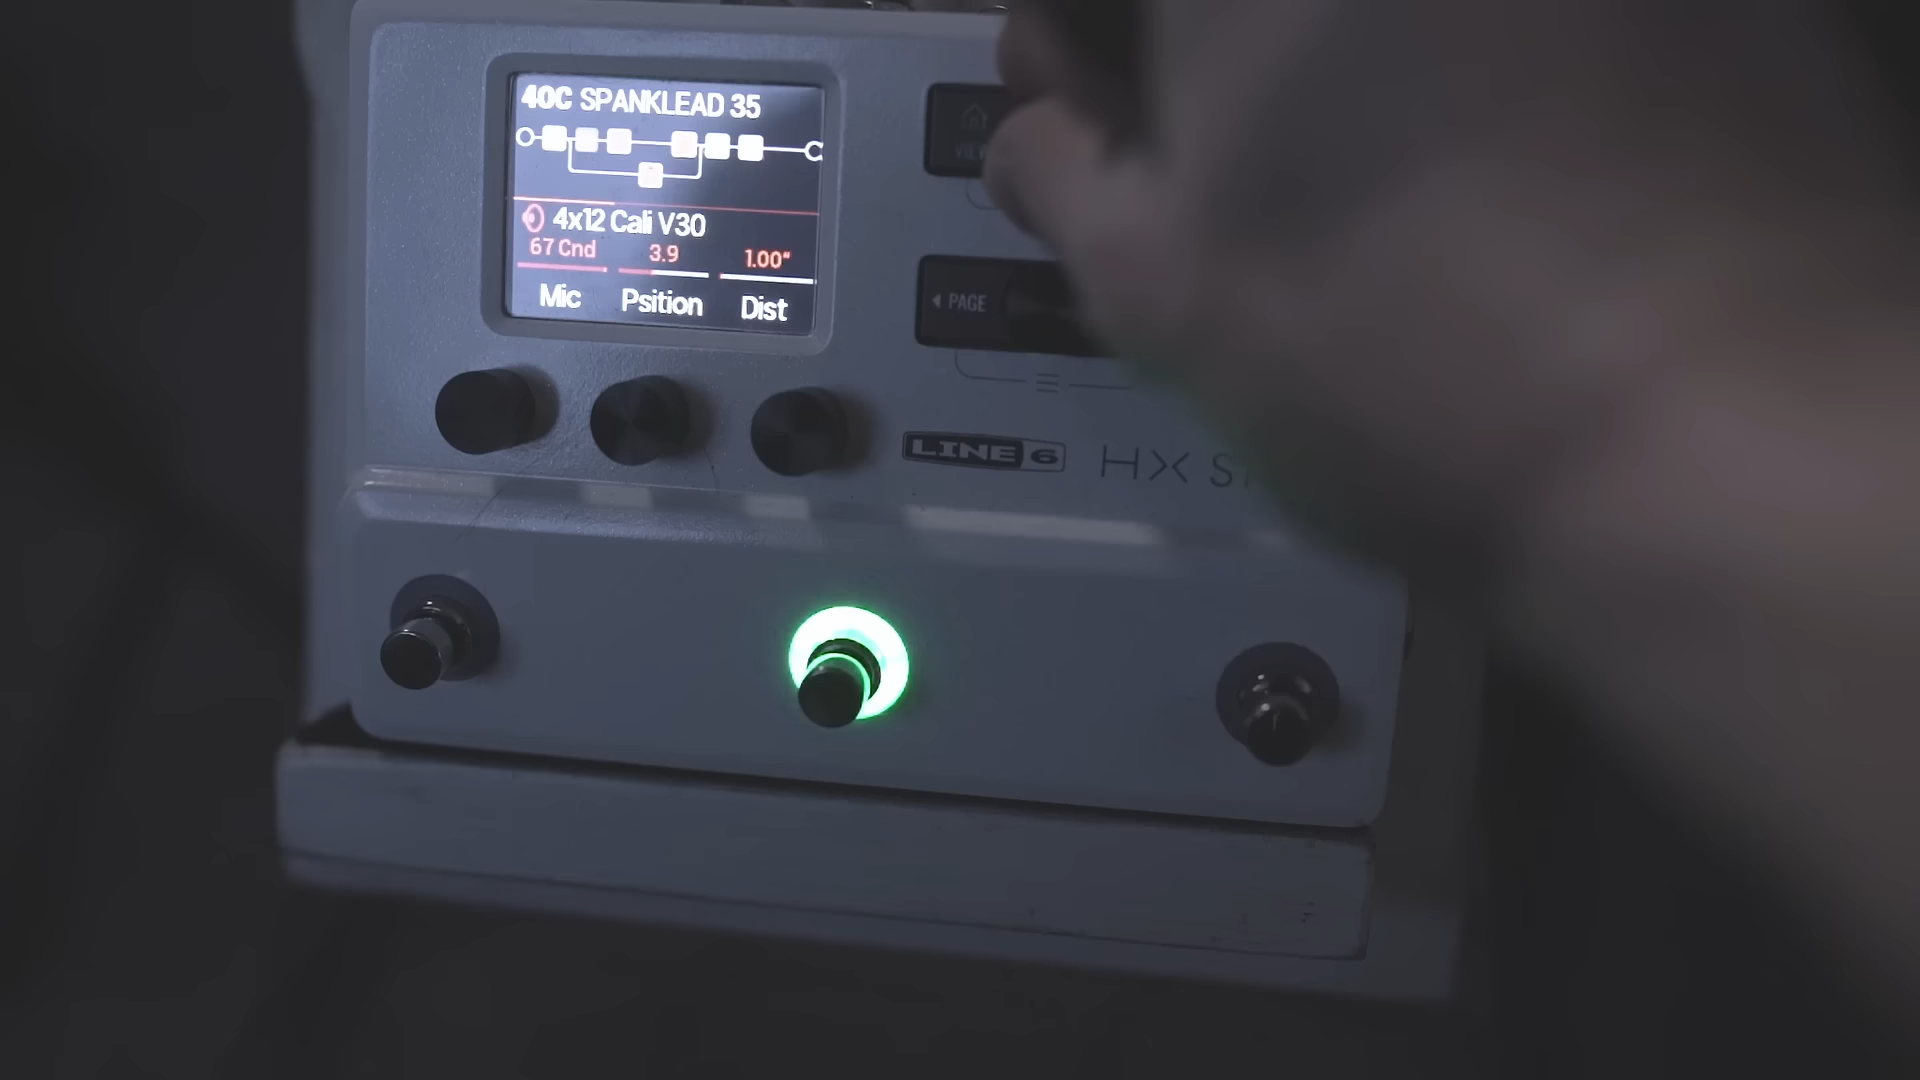 40C SPANKLEAD 35
4x12 Cali V30
67 Cnd 3.9 1.00"
Mic Psition Dist
VIEW
PAGE
LINE 6 HX